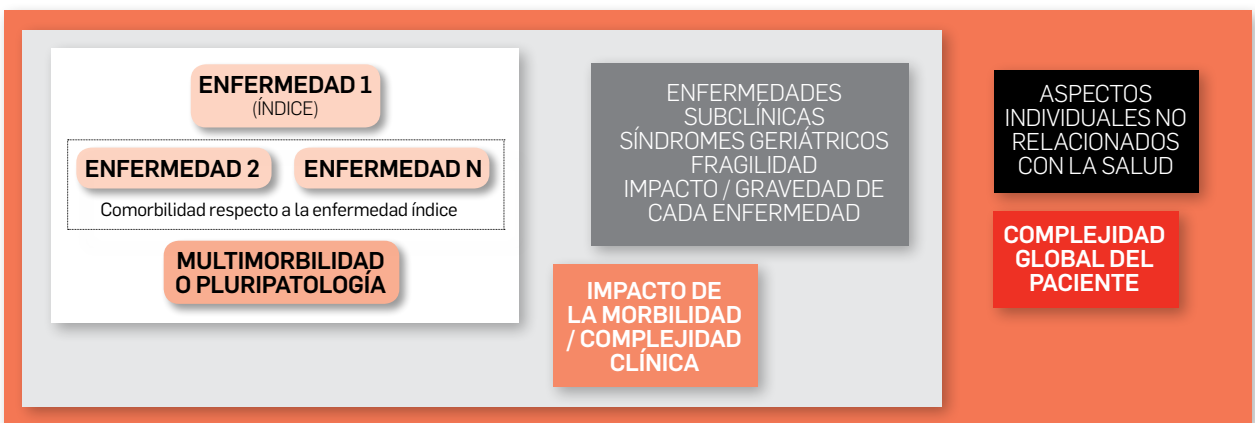 ENFERMEDAD 1
(ÍNDICE)
ENFERMEDAD 2
ENFERMEDAD N
Comorbilidad respecto a la enfermedad índice
MULTIMORBILIDAD
O PLURIPATOLOGÍA
ENFERMEDADES
SUBCLÍNICAS
SÍNDROMES GERIÁTRICOS
FRAGILIDAD
IMPACTO / GRAVEDAD DE
CADA ENFERMEDAD
IMPACTO DE
LA MORBILIDAD
/ COMPLEJIDAD
CLÍNICA
ASPECTOS
INDIVIDUALES NO
RELACIONADOS
CON LA SALUD
COMPLEJIDAD
GLOBAL DEL
PACIENTE